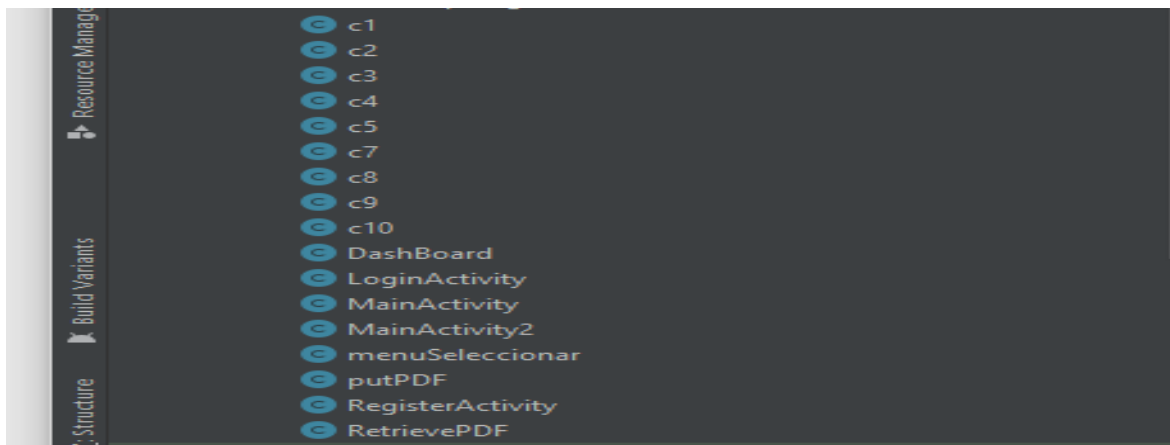 Resource Manage
Build Variants
Structure
c1
c2
c3
c4
c5
c7
c8
c9
c10
DashBoard
LoginActivity
MainActivity
MainActivity2
menuSeleccionar
putPDF
RegisterActivity
RetrievePDF